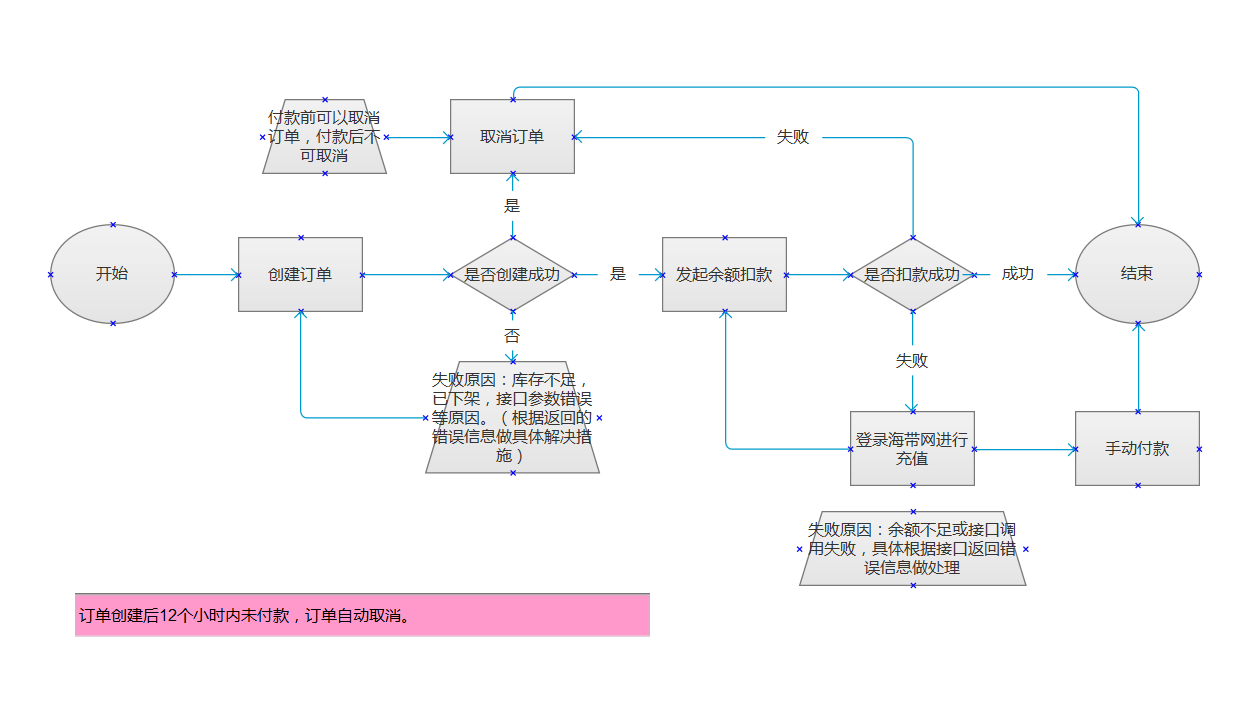 付款前可以取消
订单，付款后不
可取消
取消订单
失败
是
开始
创建订单
是否创建成功
是
发起余额扣款
是否扣款成功
成功
结束
否
失败
失败原因：库存不足，
已下架，接口参数错误
等原因。（根据返回的
错误信息做具体解决措
施）
登录海带网进行
充值
手动付款
失败原因：余额不足或接口调
用失败，具体根据接口返回错
误信息做处理
订单创建后12个小时内未付款，订单自动取消。